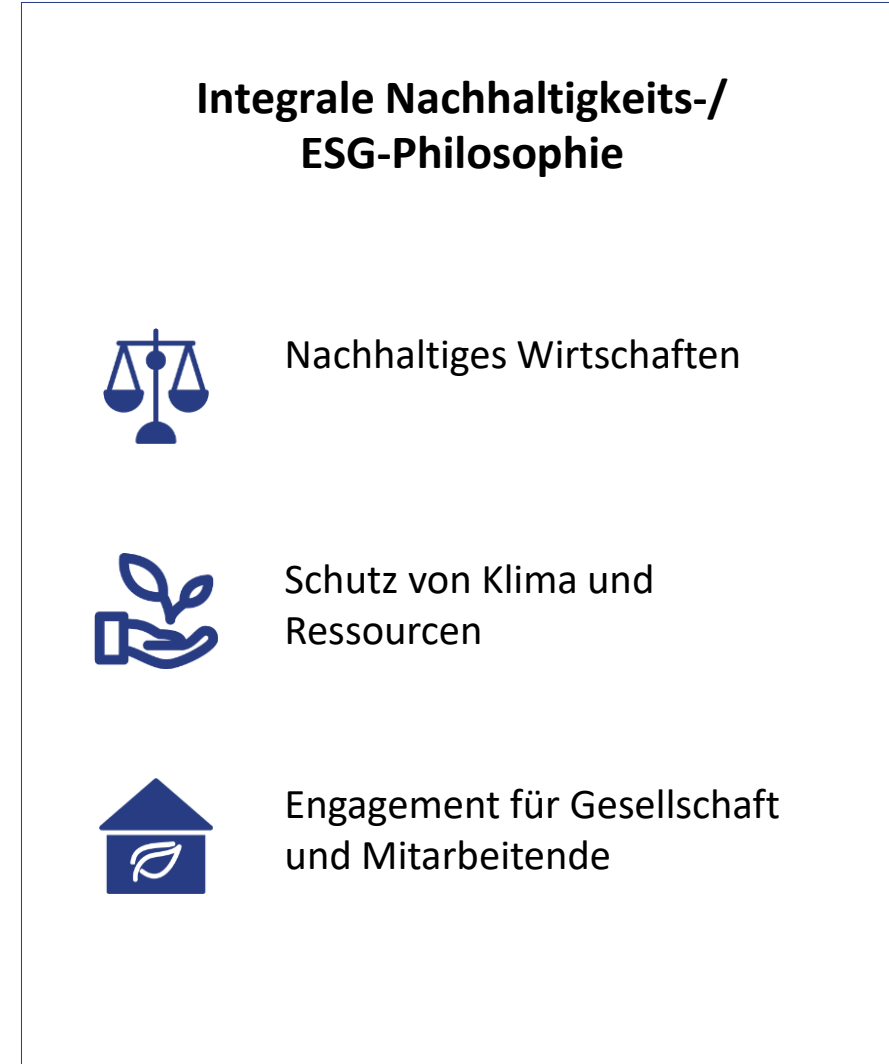 Integrale Nachhaltigkeits-/
ESG-Philosophie
Nachhaltiges Wirtschaften
Schutz von Klima und
Ressourcen
Engagement für Gesellschaft
und Mitarbeitende